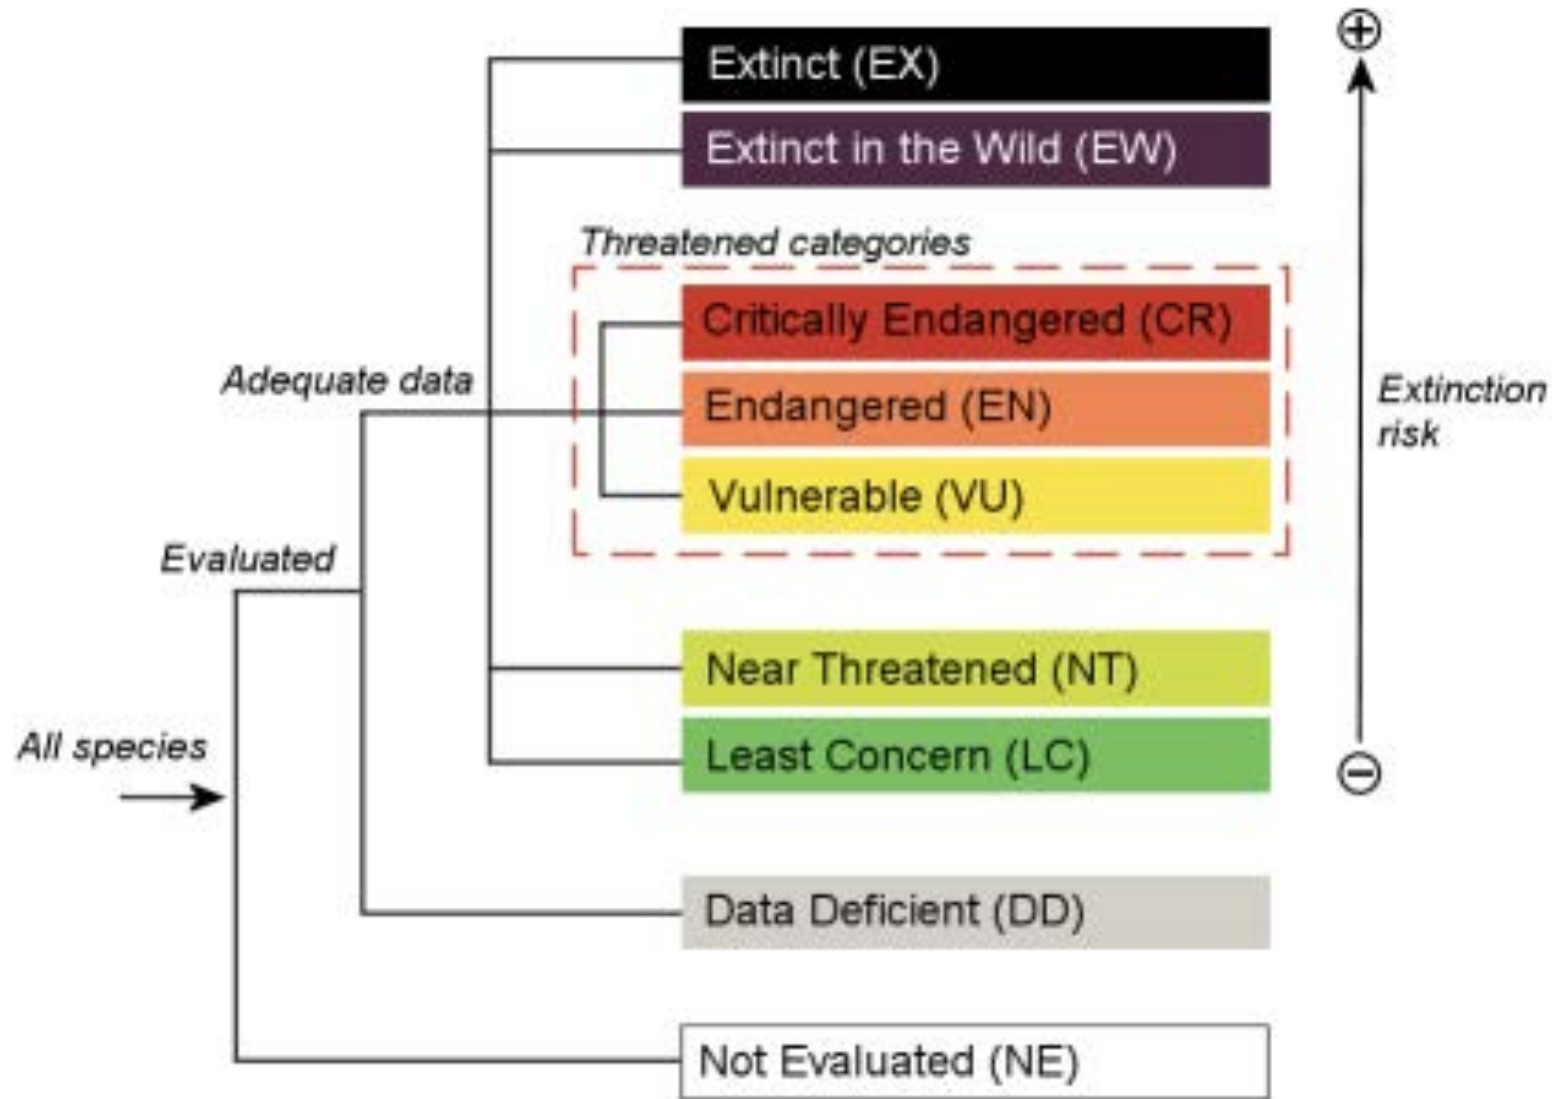 Extinct (EX)
Extinct in the Wild (EW)
Threatened categories
Critically Endangered (CR)
Adequate data
Endangered (EN)
Extinction
risk
Vulnerable (VU)
Evaluated
Near Threatened (NT)
All species
Least Concern (LC)
Data Deficient (DD)
Not Evaluated (NE)